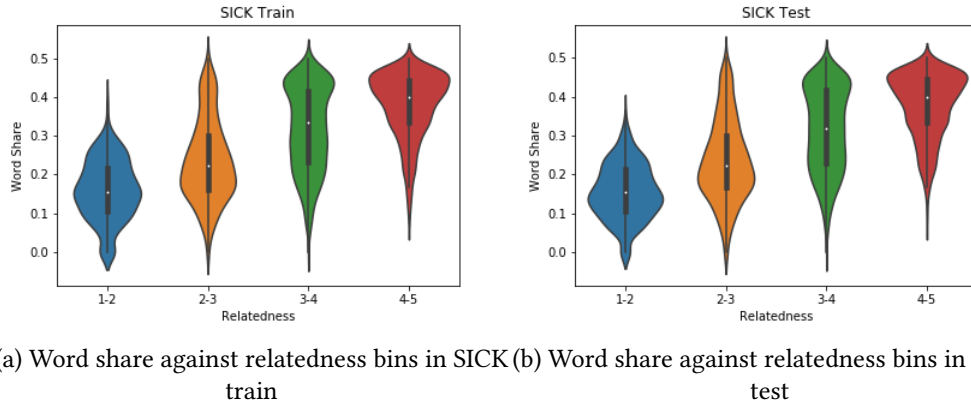 SICK Train
SICK Test
0.5
0.4
0.3
0.2
0.1
0.0
Word Share
1-2
2-3
3-4
4-5
Relatedness
0.5
0.4
0.3
0.2
0.1
0.0
Word Share
1-2
2-3
3-4
4-5
Relatedness
a) Word share against relatedness bins in SICK
train
(b) Word share against relatedness bins in
test